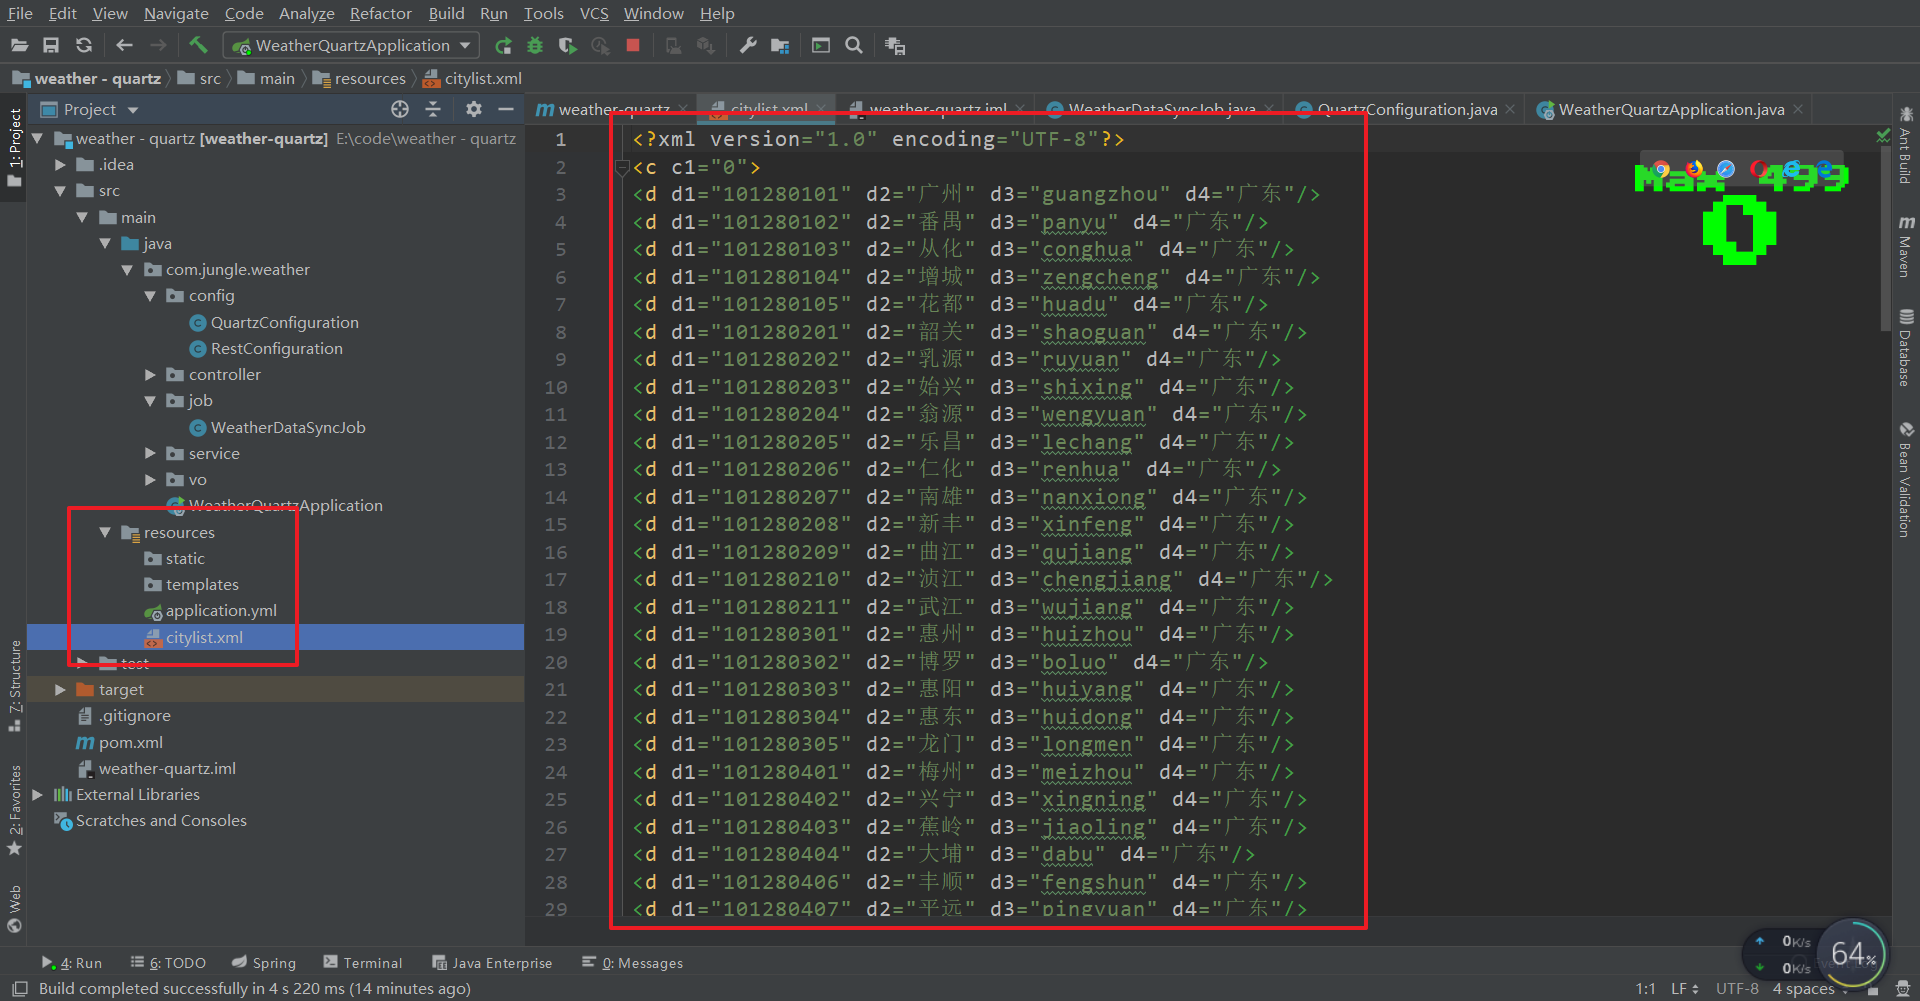 File Edit View Navigate Code Analyze Refactor Build Run Tools VCS Window Help
WeatherQuartzApplication
weather - quartz src main resources citylist.xml
Project
weather-quartz citylist.xml weather-quartz.iml WeatherDataSyncJob.java QuartzConfiguration.java WeatherQuartzApplication.java
1: Project
7: Structure
2: Favorites
Web
weather - quartz [weather-quartz] E:\code\weather - quartz
.idea
src
main
java
com.jungle.weather
config
QuartzConfiguration
RestConfiguration
controller
job
WeatherDataSyncJob
service
vo
WeatherQuartzApplication
resources
static
templates
application.yml
citylist.xml
test
target
.gitignore
pom.xml
weather-quartz.iml
External Libraries
Scratches and Consoles
1 <?xml version="1.0" encoding="UTF-8"?>
2 <c c1="0">
3 <d d1="101280101" d2="广州" d3="guangzhou" d4="广东"/>
4 <d d1="101280102" d2="番禺" d3="panyu" d4="广东"/>
5 <d d1="101280103" d2="从化" d3="conghua" d4="广东"/>
6 <d d1="101280104" d2="增城" d3="zengcheng" d4="广东"/>
7 <d d1="101280105" d2="花都" d3="huadu" d4="广东"/>
8 <d d1="101280201" d2="韶关" d3="shaoguan" d4="广东"/>
9 <d d1="101280202" d2="乳源" d3="ruyuan" d4="广东"/>
10 <d d1="101280203" d2="始兴" d3="shixing" d4="广东"/>
11 <d d1="101280204" d2="翁源" d3="wengyuan" d4="广东"/>
12 <d d1="101280205" d2="乐昌" d3="lechang" d4="广东"/>
13 <d d1="101280206" d2="仁化" d3="renhua" d4="广东"/>
14 <d d1="101280207" d2="南雄" d3="nanxiong" d4="广东"/>
15 <d d1="101280208" d2="新丰" d3="xinfeng" d4="广东"/>
16 <d d1="101280209" d2="曲江" d3="qujiang" d4="广东"/>
17 <d d1="101280210" d2="浈江" d3="chengjiang" d4="广东"/>
18 <d d1="101280211" d2="武江" d3="wujiang" d4="广东"/>
19 <d d1="101280301" d2="惠州" d3="huizhou" d4="广东"/>
20 <d d1="101280302" d2="博罗" d3="boluo" d4="广东"/>
21 <d d1="101280303" d2="惠阳" d3="huiyang" d4="广东"/>
22 <d d1="101280304" d2="惠东" d3="huidong" d4="广东"/>
23 <d d1="101280305" d2="龙门" d3="longmen" d4="广东"/>
24 <d d1="101280401" d2="梅州" d3="meizhou" d4="广东"/>
25 <d d1="101280402" d2="兴宁" d3="xingning" d4="广东"/>
26 <d d1="101280403" d2="蕉岭" d3="jiaoling" d4="广东"/>
27 <d d1="101280404" d2="大埔" d3="dabu" d4="广东"/>
28 <d d1="101280406" d2="丰顺" d3="fengshun" d4="广东"/>
29 <d d1="101280407" d2="平远" d3="pingyuan" d4="广东"/>
Max 499
0
Ant Build
Maven
Database
Bean Validation
0K/s
0K/s
64%
4: Run 6: TODO Spring Terminal Java Enterprise 0: Messages
Build completed successfully in 4 s 220 ms (14 minutes ago) 1:1 LF UTF-8 4 spaces